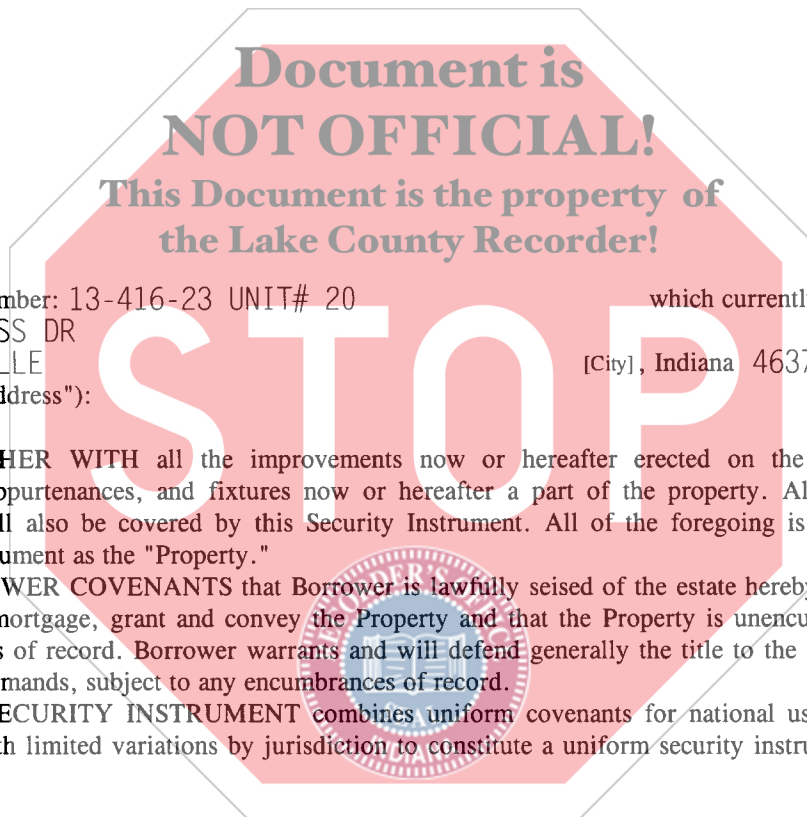 Document is
NOT OFFICIAL!
This Document is the property of
the Lake County Recorder!
mber: 13-416-23 UNIT# 20 which currentl
SS DR
LLE [City], Indiana 4637
ddress"):
STOP
HER WITH all the improvements now or hereafter erected on the
ppurtenances, and fixtures now or hereafter a part of the property. Al
ll also be covered by this Security Instrument. All of the foregoing is
ument as the "Property."
WER COVENANTS that Borrower is lawfully seised of the estate hereby
mortgage, grant and convey the Property and that the Property is unencu
s of record. Borrower warrants and will defend generally the title to the
mands, subject to any encumbrances of record.
ECURITY INSTRUMENT combines uniform covenants for national us
th limited variations by jurisdiction to constitute a uniform security instru
RECORDER'S OFFICE
SEAL
INDIANA